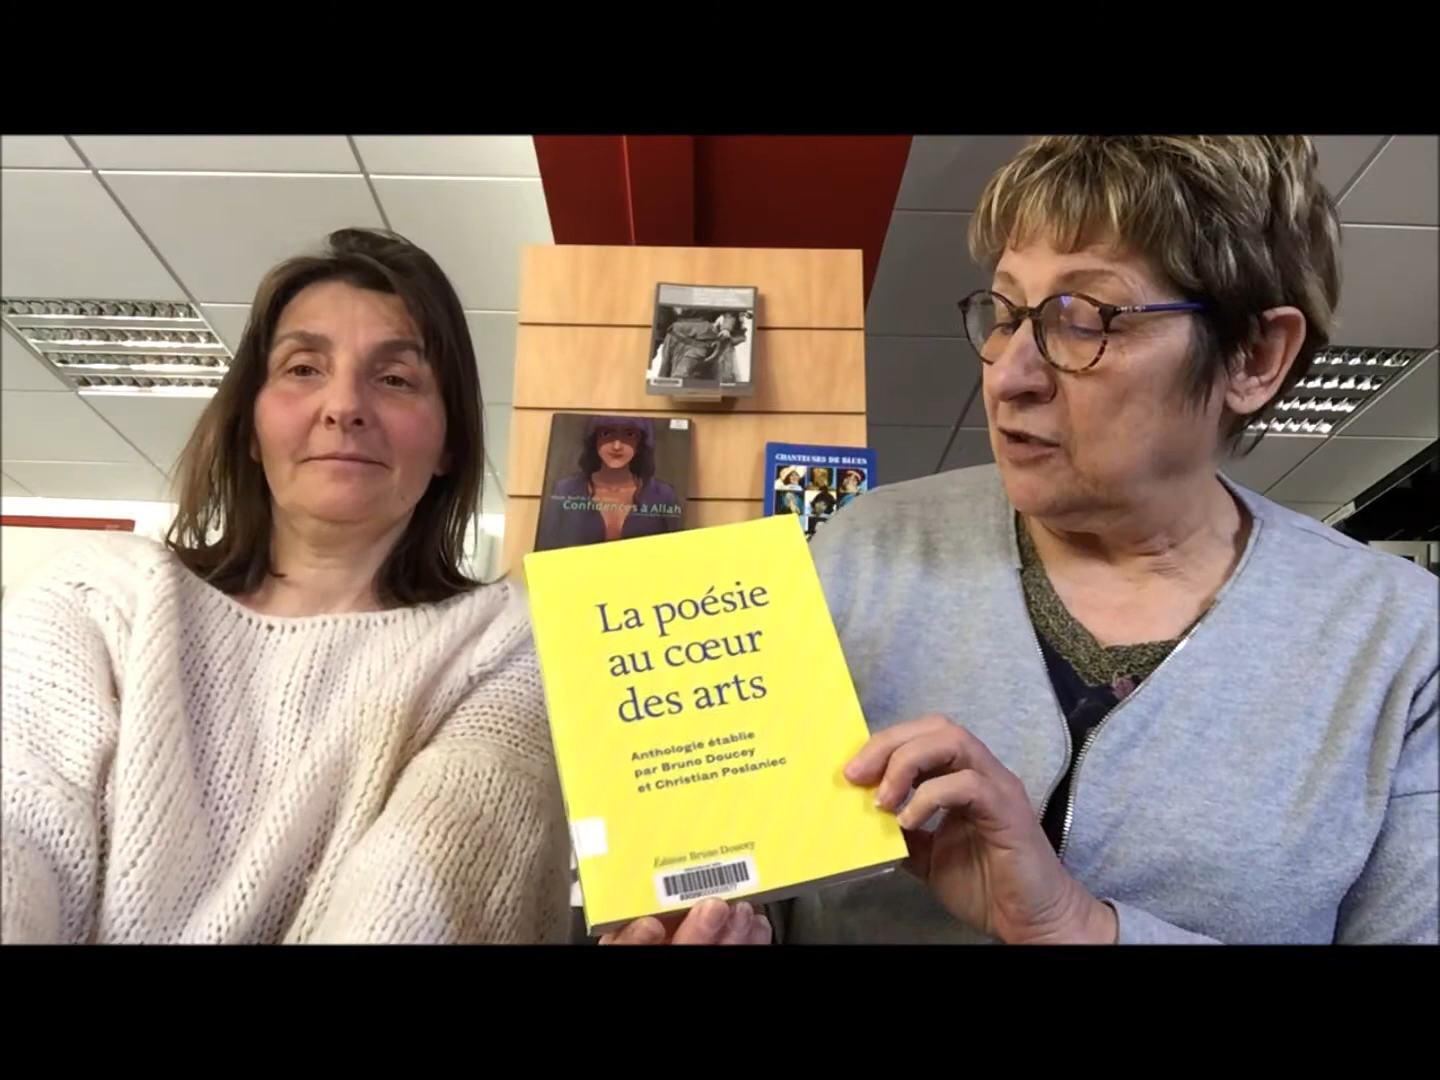 CHANTEUSES DE BLUES
Confidences à Allah
La poésie
au cœur
des arts
Anthologie établie
par Bruno Doucey
et Christian Poslaniec
Éditions Bruno Doucey